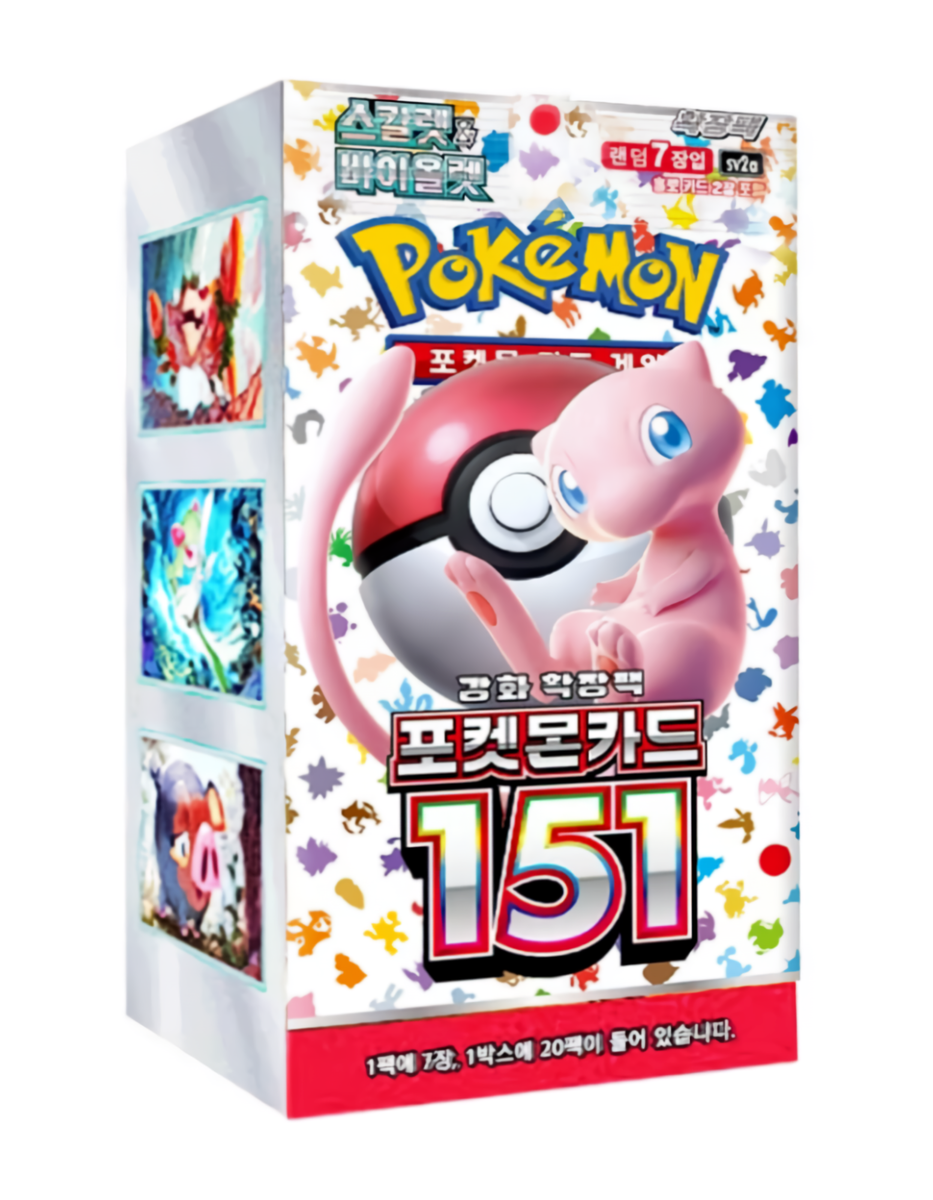 스칼렛&
바이올렛
확장팩
랜덤 7 장입
sv2a
홀로 카드 2장 포함
POKéMON
포켓몬 카드 게임
강화 확장팩
포켓몬카드
151
1팩에 7장, 1박스에 20팩이 들어 있습니다.